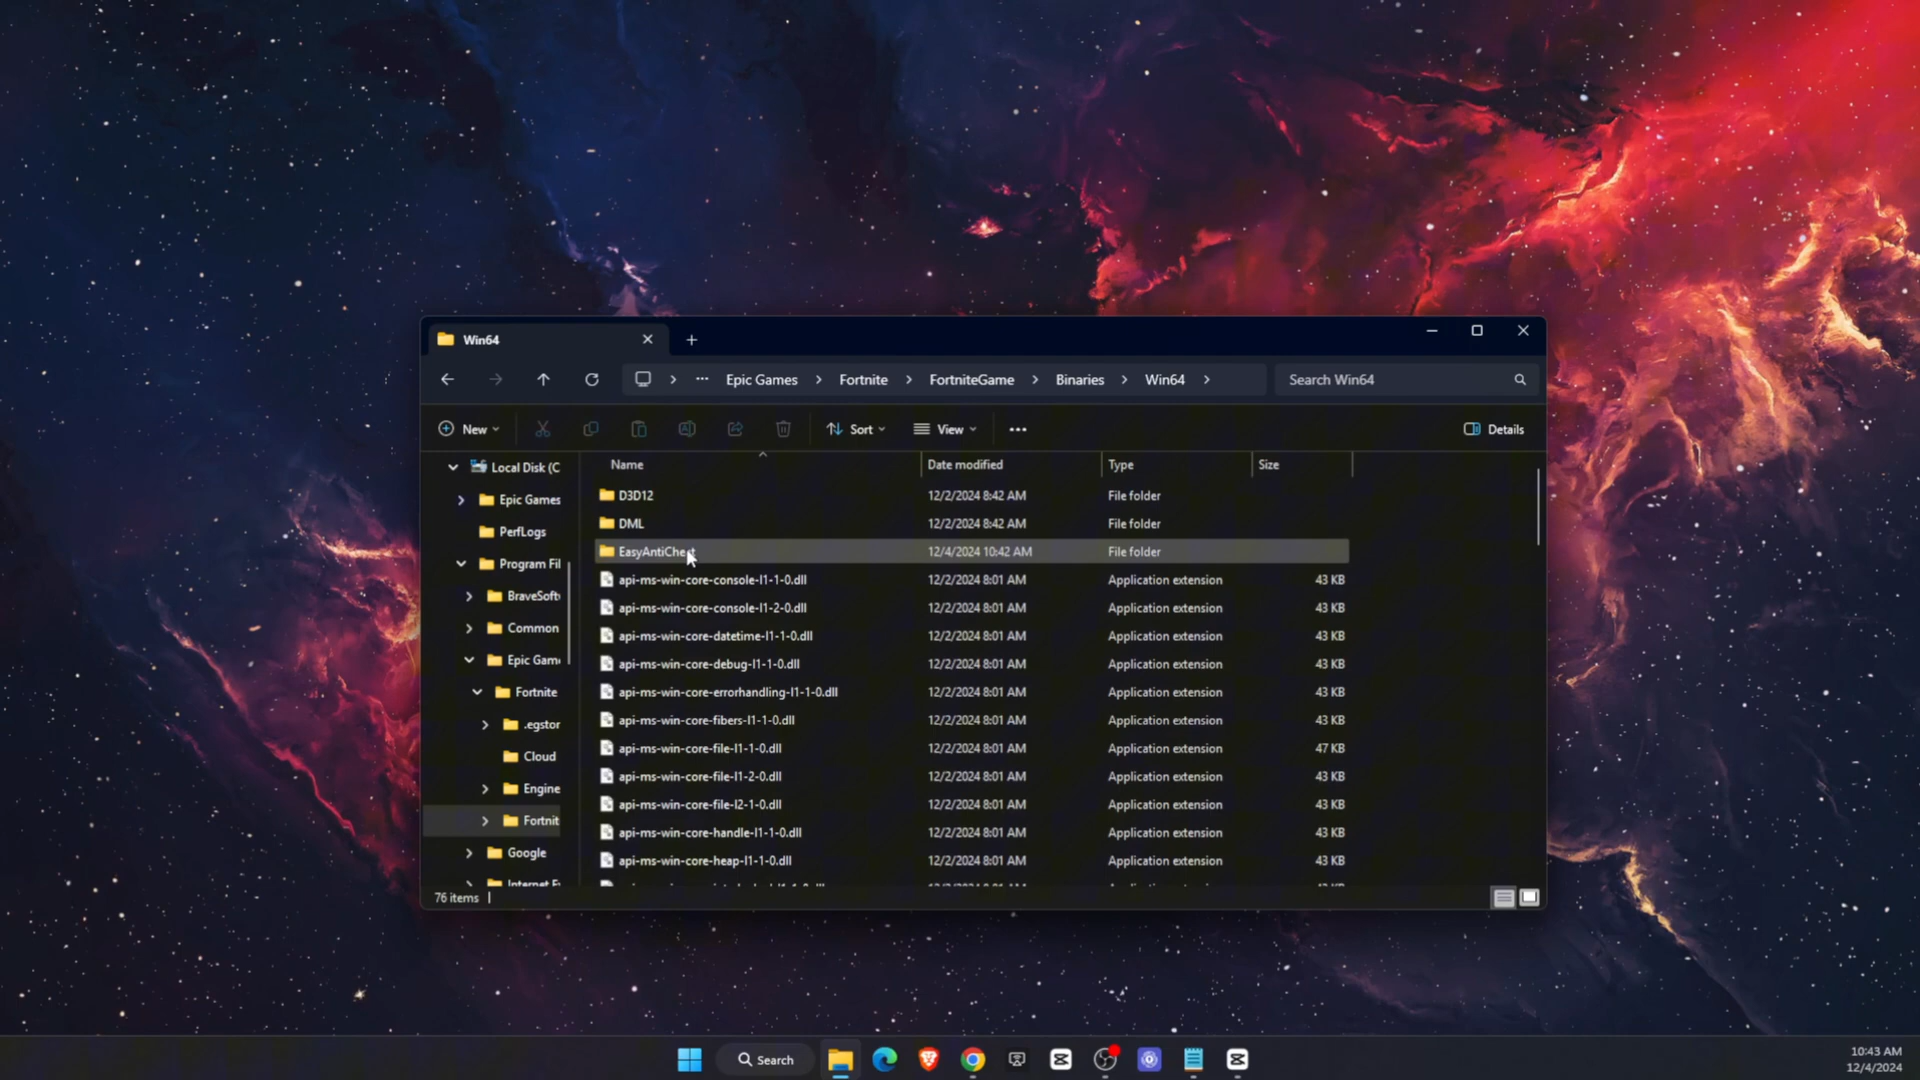 Win64
Epic Games
Fortnite
FortniteGame
Binaries
Win64
Search Win64
New
Sort
View
Details
Name
Date modified
Type
Size
Local Disk (C
Epic Games
PerfLogs
Program Fil
BraveSoft
Common
Epic Gam
Fortnite
.egstor
Cloud
Engine
Fortnit
Google
Internet E
D3D12 12/2/2024 8:42 AM File folder
DML 12/2/2024 8:42 AM File folder
EasyAntiCheat 12/4/2024 10:42 AM File folder
api-ms-win-core-console-l1-1-0.dll 12/2/2024 8:01 AM Application extension 43 KB
api-ms-win-core-console-l1-2-0.dll 12/2/2024 8:01 AM Application extension 43 KB
api-ms-win-core-datetime-l1-1-0.dll 12/2/2024 8:01 AM Application extension 43 KB
api-ms-win-core-debug-l1-1-0.dll 12/2/2024 8:01 AM Application extension 43 KB
api-ms-win-core-errorhandling-l1-1-0.dll 12/2/2024 8:01 AM Application extension 43 KB
api-ms-win-core-fibers-l1-1-0.dll 12/2/2024 8:01 AM Application extension 43 KB
api-ms-win-core-file-l1-1-0.dll 12/2/2024 8:01 AM Application extension 47 KB
api-ms-win-core-file-l1-2-0.dll 12/2/2024 8:01 AM Application extension 43 KB
api-ms-win-core-file-l2-1-0.dll 12/2/2024 8:01 AM Application extension 43 KB
api-ms-win-core-handle-l1-1-0.dll 12/2/2024 8:01 AM Application extension 43 KB
api-ms-win-core-heap-l1-1-0.dll 12/2/2024 8:01 AM Application extension 43 KB
76 items
Search
10:43 AM
12/4/2024